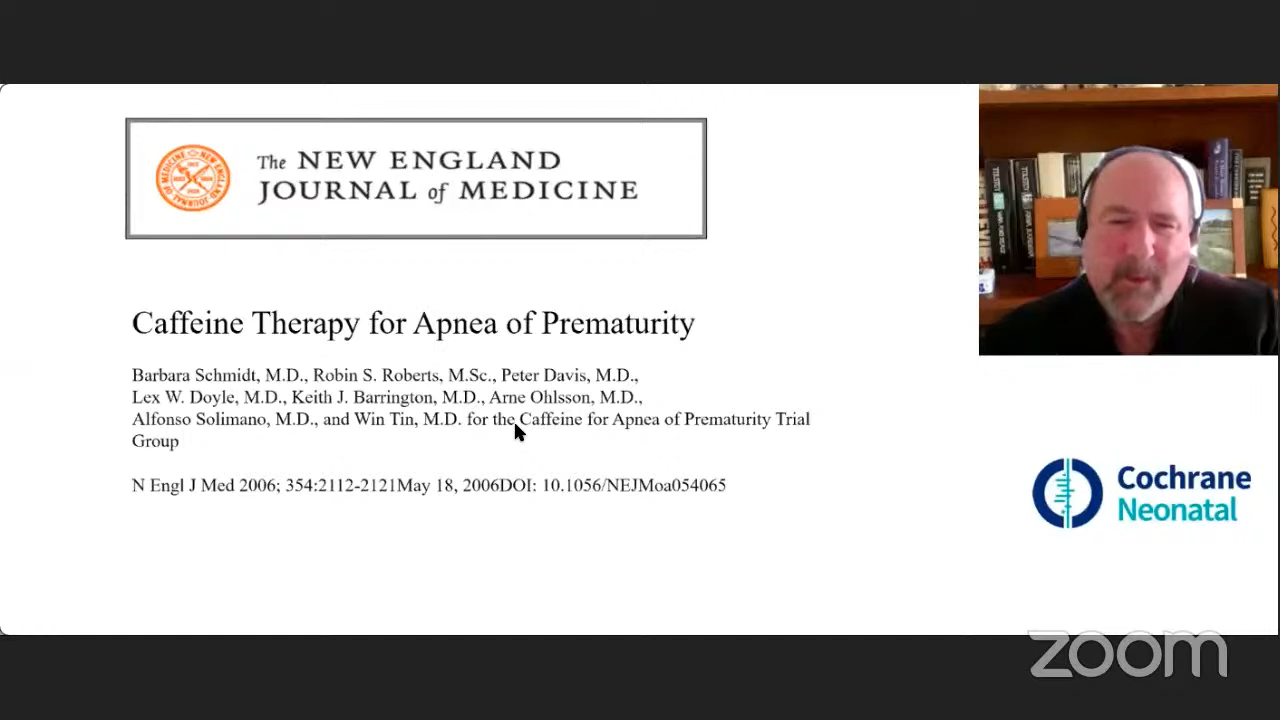 The NEW ENGLAND
JOURNAL of MEDICINE
Caffeine Therapy for Apnea of Prematurity
Barbara Schmidt, M.D., Robin S. Roberts, M.Sc., Peter Davis, M.D.,
Lex W. Doyle, M.D., Keith J. Barrington, M.D., Arne Ohlsson, M.D.,
Alfonso Solimano, M.D., and Win Tin, M.D. for the Caffeine for Apnea of Prematurity Trial
Group
N Engl J Med 2006; 354:2112-2121May 18, 2006DOI: 10.1056/NEJMoa054065
Cochrane
Neonatal
zoom